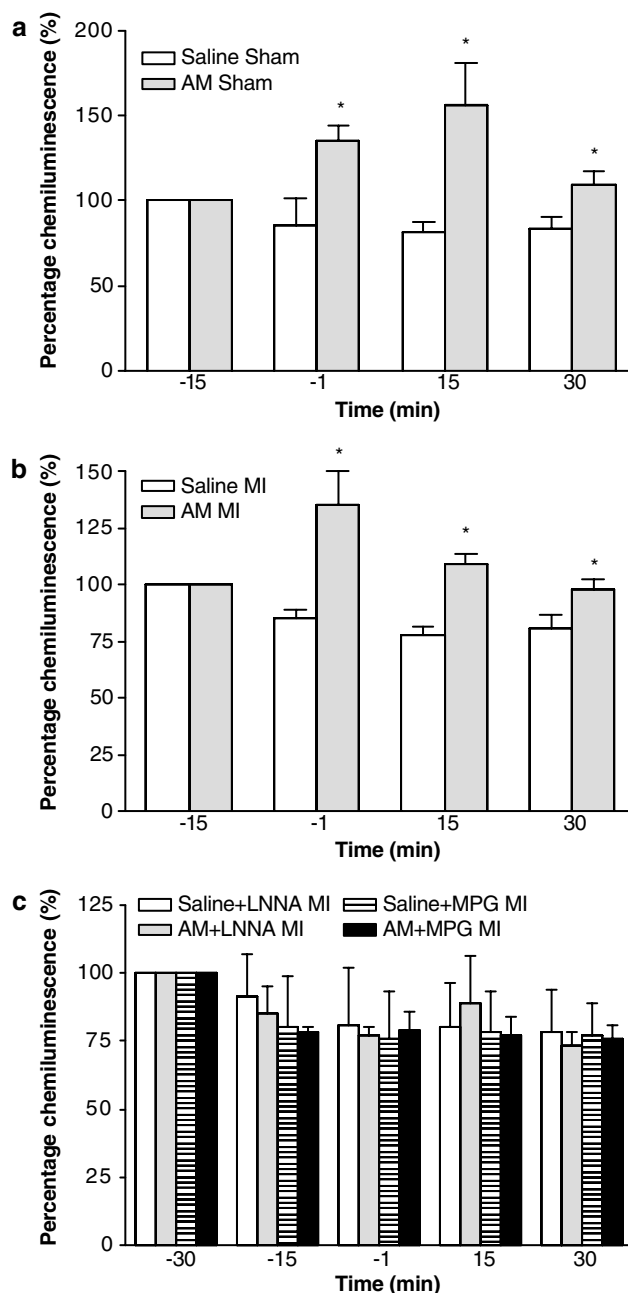 a
Percentage chemiluminescence (%)
200
150
100
50
0
Saline Sham
AM Sham
*
*
*
-15 -1 15 30
Time (min)
b
Percentage chemiluminescence (%)
150
125
100
75
50
25
0
Saline MI
AM MI
*
*
*
-15 -1 15 30
Time (min)
c
Percentage chemiluminescence (%)
125
100
75
50
25
0
Saline+LNNA MI Saline+MPG MI
AM+LNNA MI AM+MPG MI
-30 -15 -1 15 30
Time (min)